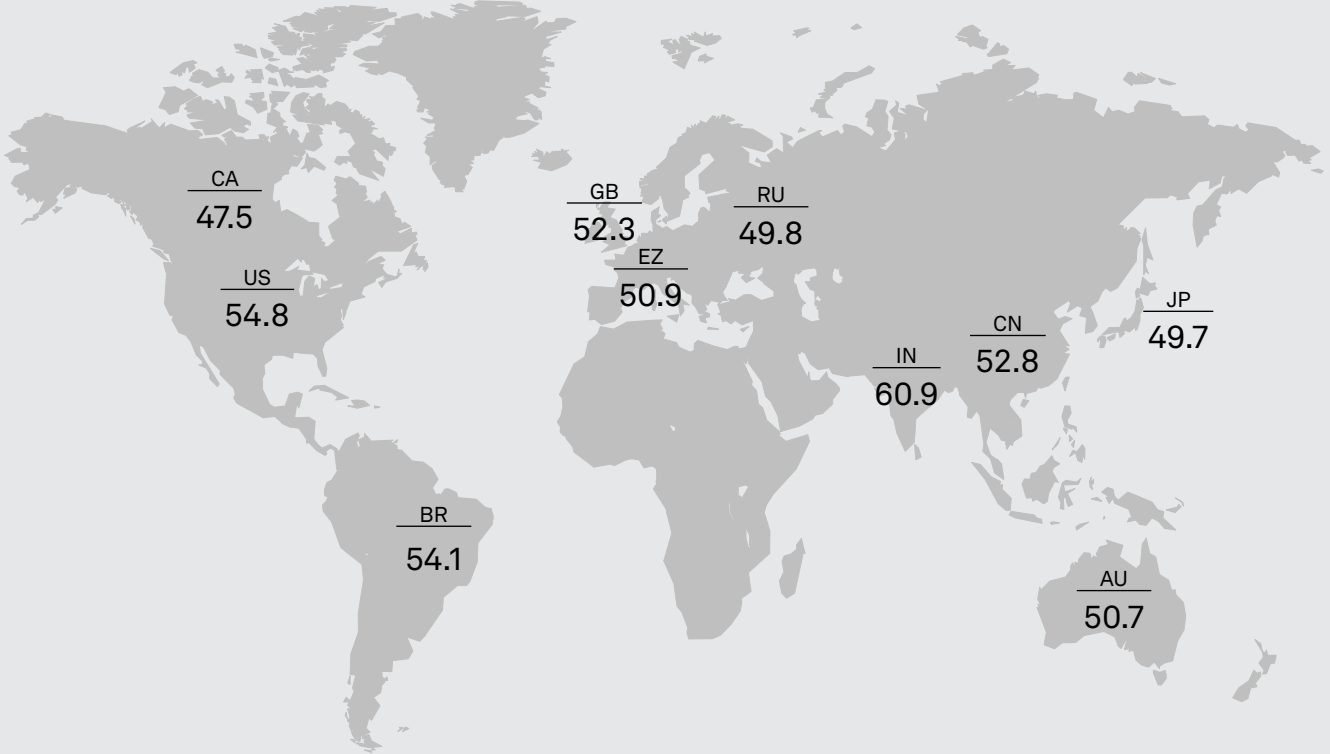 CA
47.5
GB
52.3
RU
49.8
EZ
50.9
US
54.8
JP
49.7
CN
52.8
IN
60.9
BR
54.1
AU
50.7